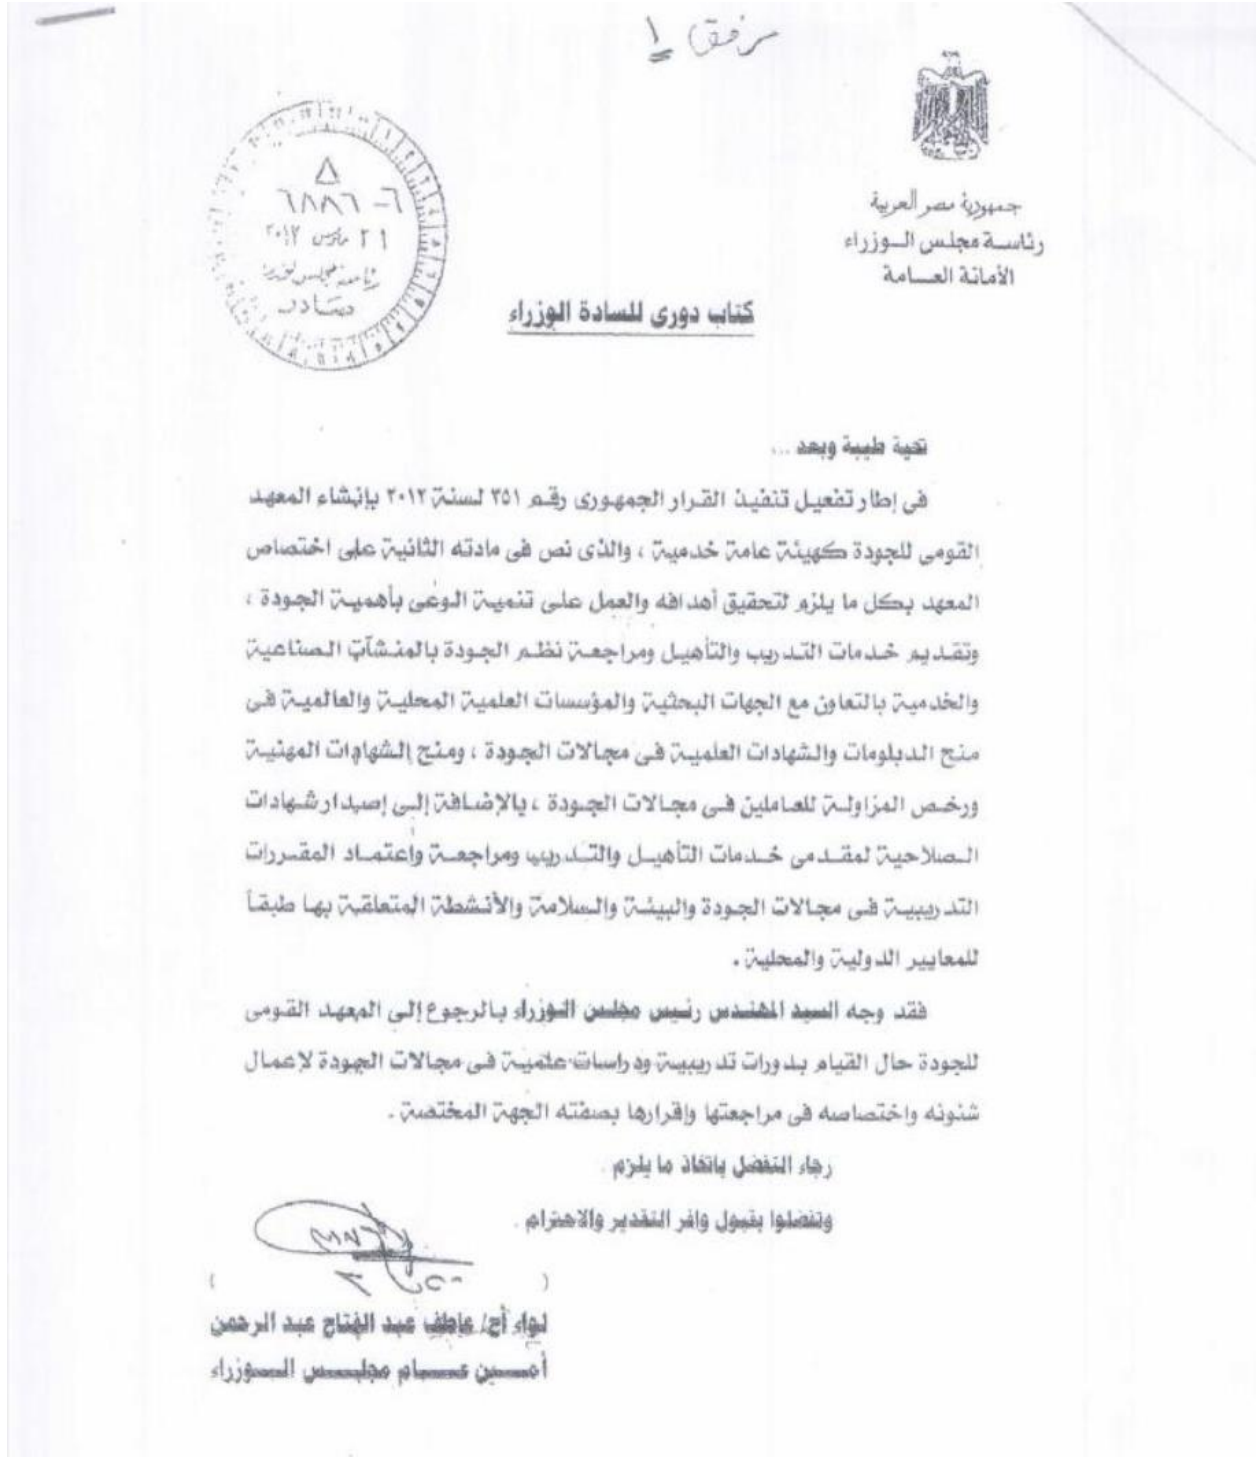 مرفق ١
جمهورية مصر العربية
رئاسة مجلس الوزراء
الأمانة العامة
٦٨٨٦ - ٦
٢١ مارس ٢٠١٢
رئاسة مجلس الوزراء
صادر
كتاب دورى للسادة الوزراء
تحية طيبة وبعد ...
فى إطار تفعيل تنفيذ القرار الجمهورى رقم ٣٥١ لسنة ٢٠١٢ بإنشاء المعهد
القومى للجودة كهيئة عامة خدمية ، والذى نص فى مادته الثانية على اختصاص
المعهد بكل ما يلزم لتحقيق أهدافه والعمل على تنمية الوعى بأهمية الجودة ،
وتقديم خدمات التدريب والتأهيل ومراجعة نظم الجودة بالمنشآت الصناعية
والخدمية بالتعاون مع الجهات البحثية والمؤسسات العلمية المحلية والعالمية فى
منح الدبلومات والشهادات العلمية فى مجالات الجودة ، ومنح الشهادات المهنية
ورخص المزاولة للعاملين فى مجالات الجودة ، بالإضافة إلى إصدار شهادات
الصلاحية لمقدمى خدمات التأهيل والتدريب ومراجعة واعتماد المقررات
التدريبية فى مجالات الجودة والبيئة والسلامة والأنشطة المتعلقة بها طبقاً
للمعايير الدولية والمحلية .
فقد وجه السيد المهندس رئيس مجلس الوزراء بالرجوع إلى المعهد القومى
للجودة حال القيام بدورات تدريبية ودراسات علمية فى مجالات الجودة لإعمال
شئونه واختصاصه فى مراجعتها وإقرارها بصفته الجهة المختصة .
رجاء التفضل باتخاذ ما يلزم .
وتفضلوا بقبول وافر التقدير والاحترام .
( )
لواء أح/ عاطف عبد الفتاح عبد الرحمن
أمين عام مجلس الوزراء